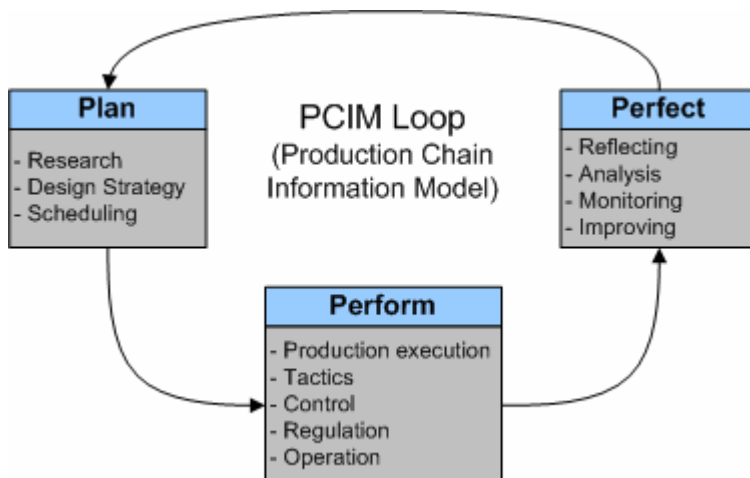 PCIM Loop
(Production Chain
Information Model)
Plan
- Research
- Design Strategy
- Scheduling
Perform
- Production execution
- Tactics
- Control
- Regulation
- Operation
Perfect
- Reflecting
- Analysis
- Monitoring
- Improving